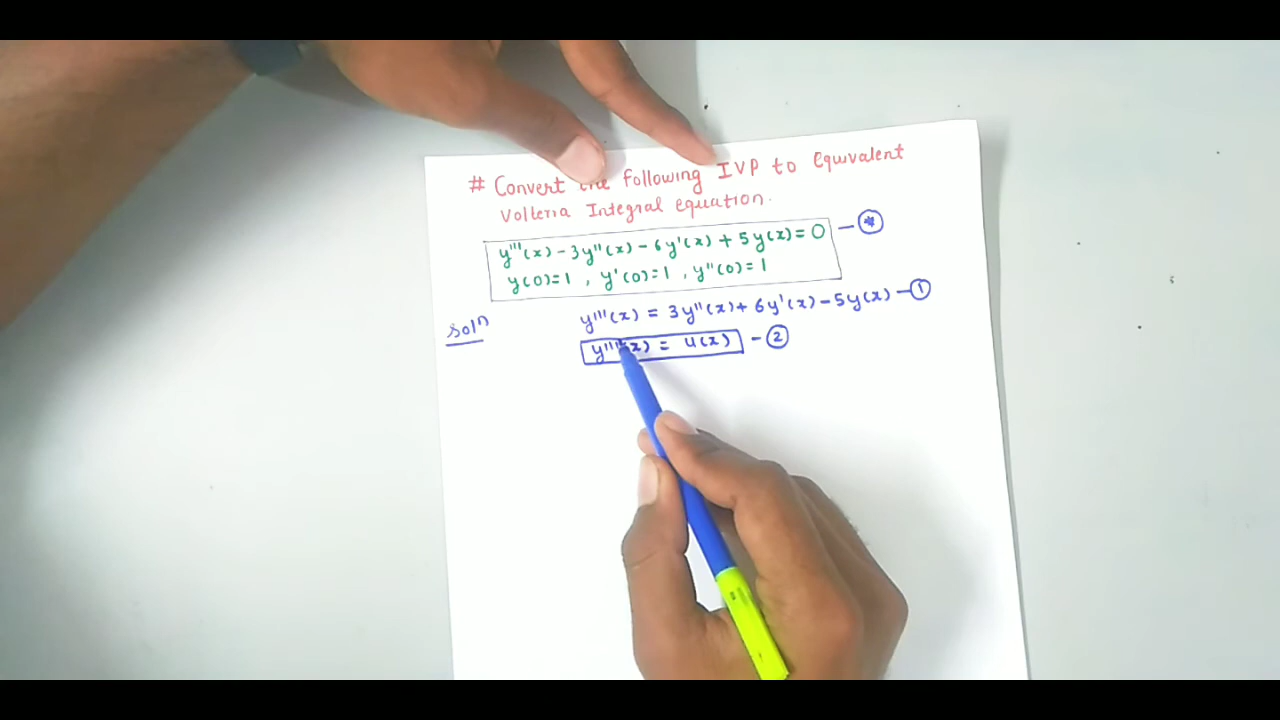 # Convert the following IVP to Equivalent
Volterra Integral equation.
y'''(x) - 3y''(x) - 6y'(x) + 5y(x) = 0 — *
y(0)=1 , y'(0)=1 , y''(0)=1
Solⁿ
y'''(x) = 3y''(x) + 6y'(x) - 5y(x) — 1
y'''(x) = u(x) — 2